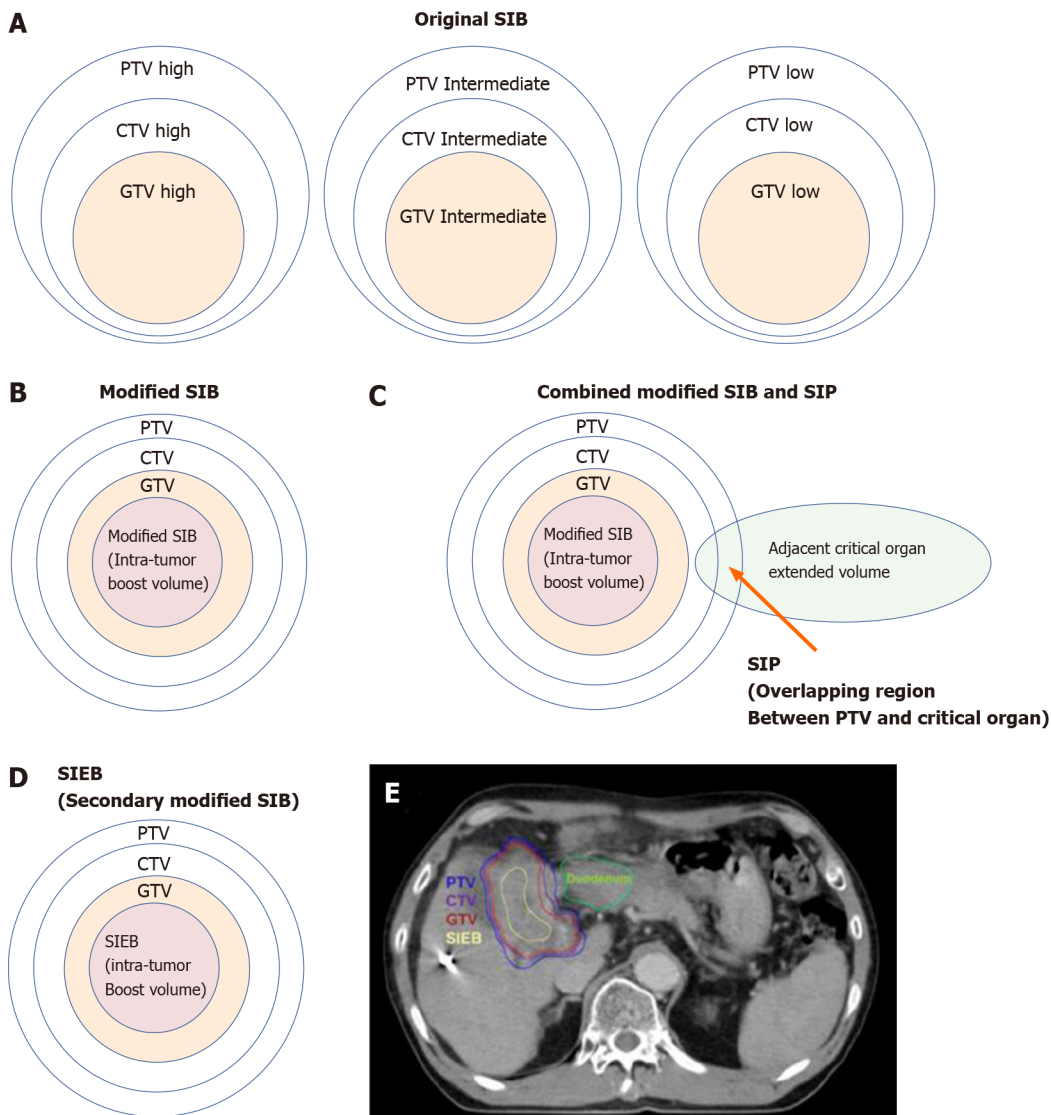 A
Original SIB
PTV high
CTV high
GTV high
PTV Intermediate
CTV Intermediate
GTV Intermediate
PTV low
CTV low
GTV low
B
Modified SIB
PTV
CTV
GTV
Modified SIB
(Intra-tumor
boost volume)
C
Combined modified SIB and SIP
PTV
CTV
GTV
Modified SIB
(Intra-tumor
boost volume)
Adjacent critical organ
extended volume
SIP
(Overlapping region
Between PTV and critical organ)
D
SIEB
(Secondary modified SIB)
PTV
CTV
GTV
SIEB
(intra-tumor
Boost volume)
E
PTV
CTV
GTV
SIEB
Duodenum